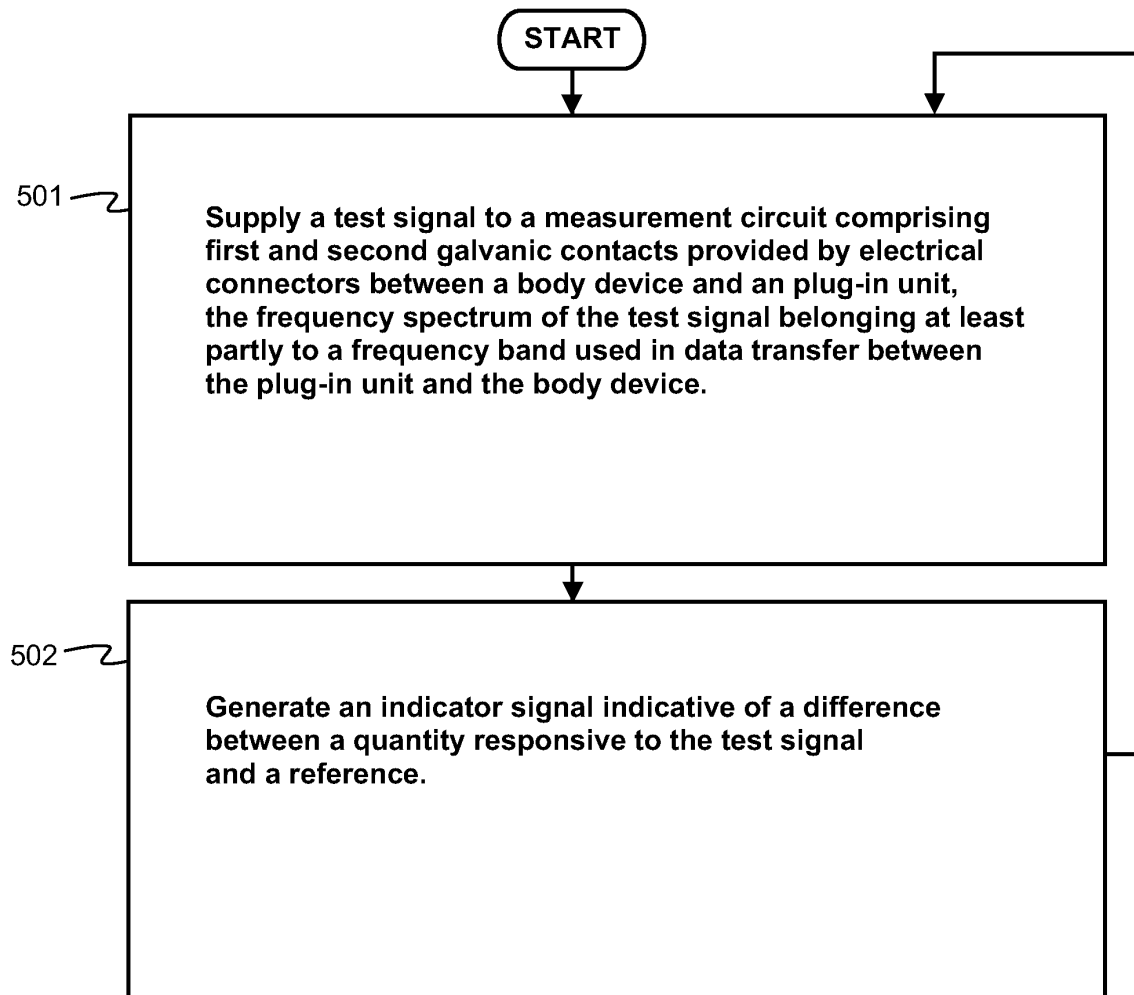 START
501
Supply a test signal to a measurement circuit comprising
first and second galvanic contacts provided by electrical
connectors between a body device and an plug-in unit,
the frequency spectrum of the test signal belonging at least
partly to a frequency band used in data transfer between
the plug-in unit and the body device.
502
Generate an indicator signal indicative of a difference
between a quantity responsive to the test signal
and a reference.